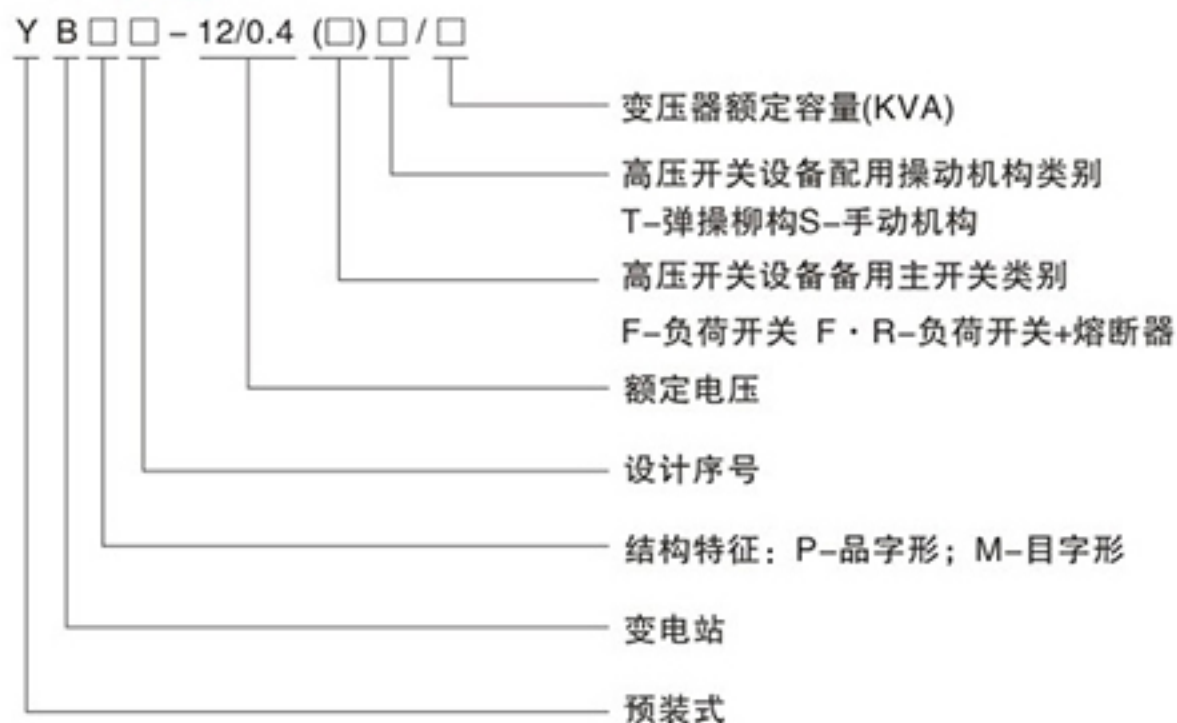 YB□□-12/0.4 (□)□/□
变压器额定容量(KVA)
高压开关设备配用操动机构类别
T-弹操柳构S-手动机构
高压开关设备备用主开关类别
F-负荷开关 F·R-负荷开关+熔断器
额定电压
设计序号
结构特征：P-品字形；M-目字形
变电站
预装式